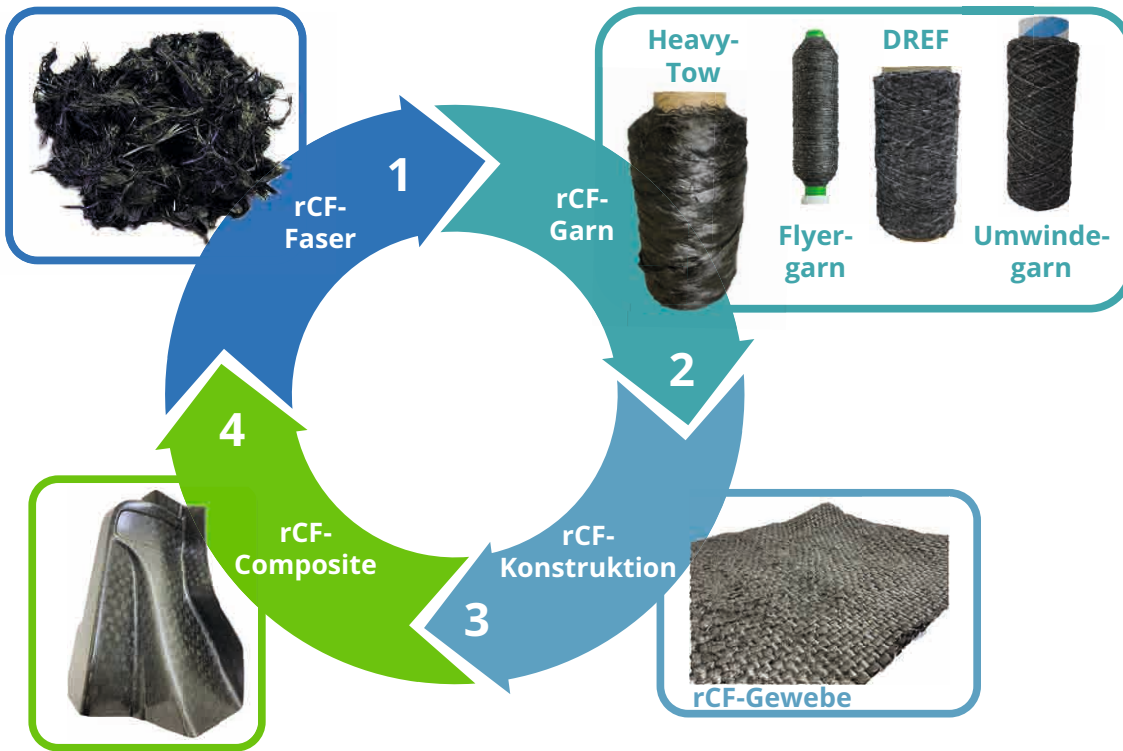 1
rCF-
Faser
rCF-
Garn
Heavy-
Tow
DREF
Flyer-
garn
Umwinde-
garn
2
rCF-
Konstruktion
3
rCF-Gewebe
rCF-
Composite
4